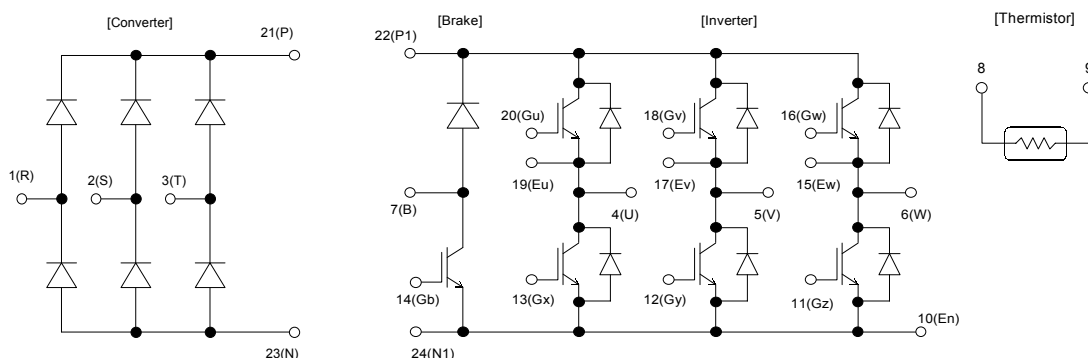 [Converter]
[Brake]
[Inverter]
[Thermistor]
21(P)
22(P1)
8
9
20(Gu)
18(Gv)
16(Gw)
1(R)
2(S)
3(T)
19(Eu)
17(Ev)
15(Ew)
7(B)
4(U)
5(V)
6(W)
14(Gb)
13(Gx)
12(Gy)
11(Gz)
10(En)
23(N)
24(N1)